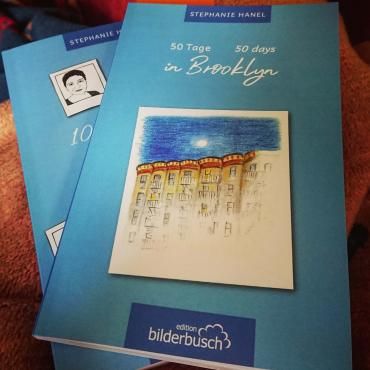 STEPHANIE HANEL
50 Tage 50 days
in Brooklyn
edition
bilderbusch
STEPHANIE H
10